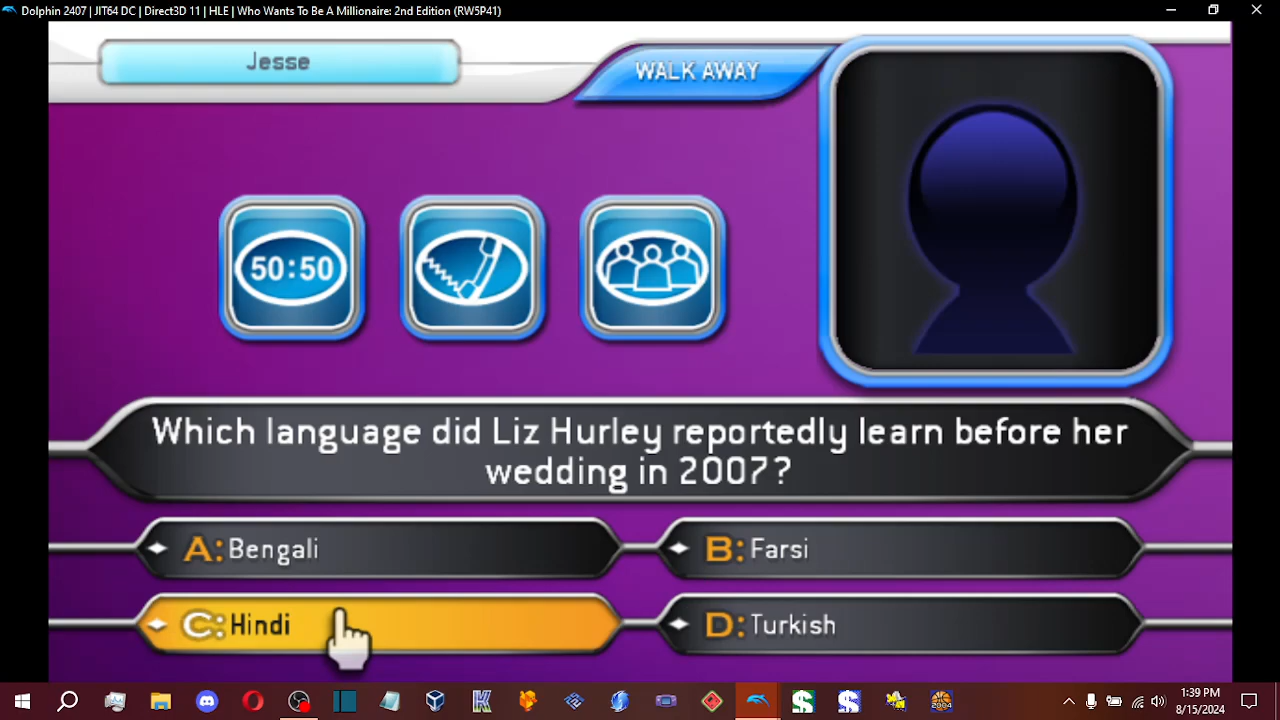 Dolphin 2407 | JIT64 DC | Direct3D 11 | HLE | Who Wants To Be A Millionaire: 2nd Edition (RW5P41)
Jesse
WALK AWAY
50:50
Which language did Liz Hurley reportedly learn before her
wedding in 2007?
A: Bengali
B: Farsi
C: Hindi
D: Turkish
1:39 PM
8/15/2024